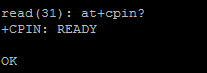 read(31): at+cpin?
+CPIN: READY
OK